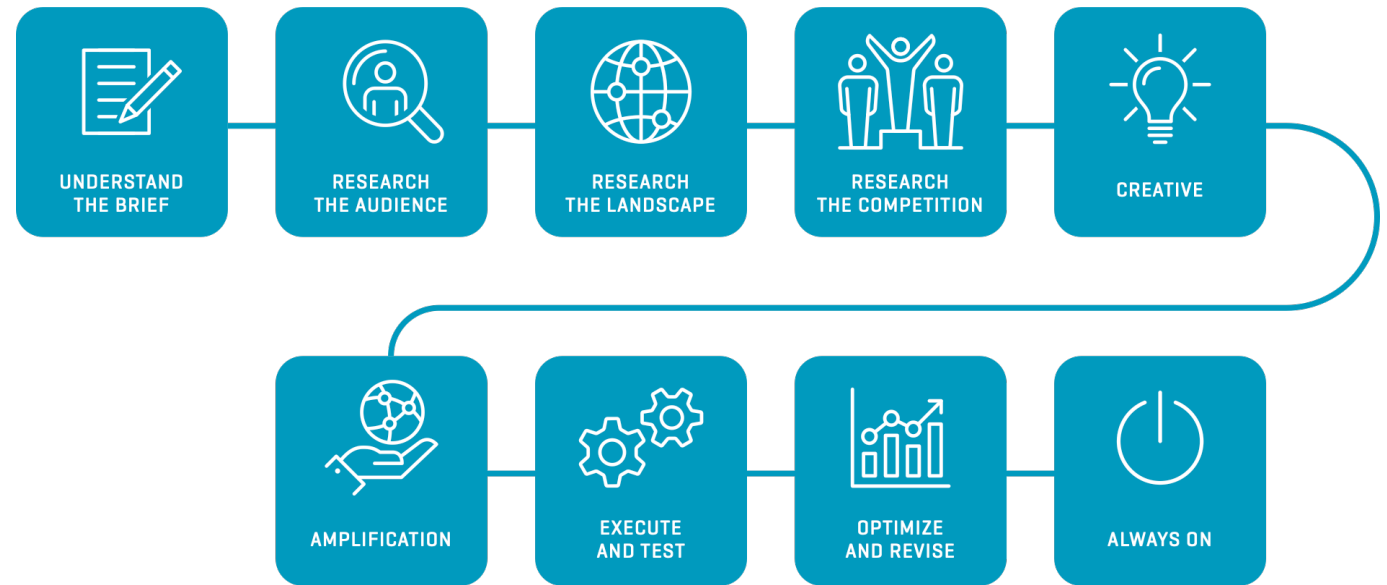 UNDERSTAND
THE BRIEF
RESEARCH
THE AUDIENCE
RESEARCH
THE LANDSCAPE
RESEARCH
THE COMPETITION
CREATIVE
AMPLIFICATION
EXECUTE
AND TEST
OPTIMIZE
AND REVISE
ALWAYS ON